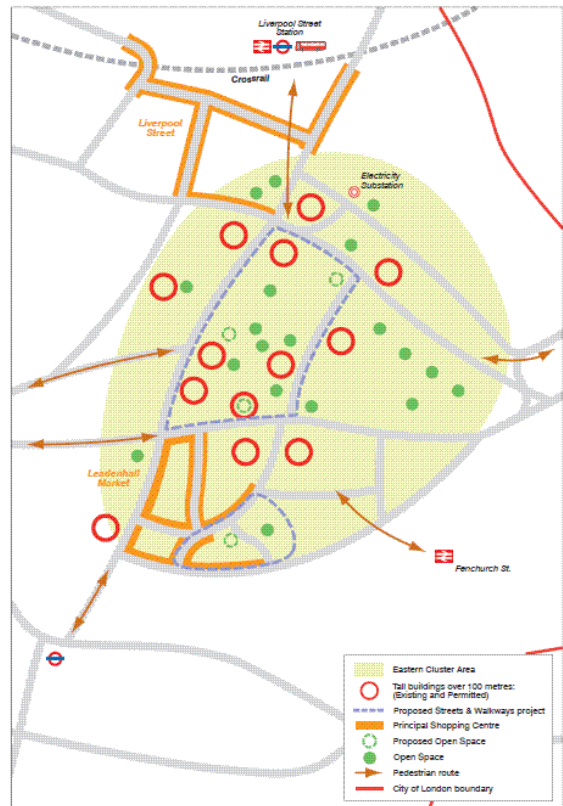 Liverpool Street
Station
Crossrail
Liverpool
Street
Electricity
Substation
Leadenhall
Market
Fenchurch St.
Eastern Cluster Area
Tall buildings over 100 metres:
(Existing and Permitted)
Proposed Streets & Walkways project
Principal Shopping Centre
Proposed Open Space
Open Space
Pedestrian route
City of London boundary